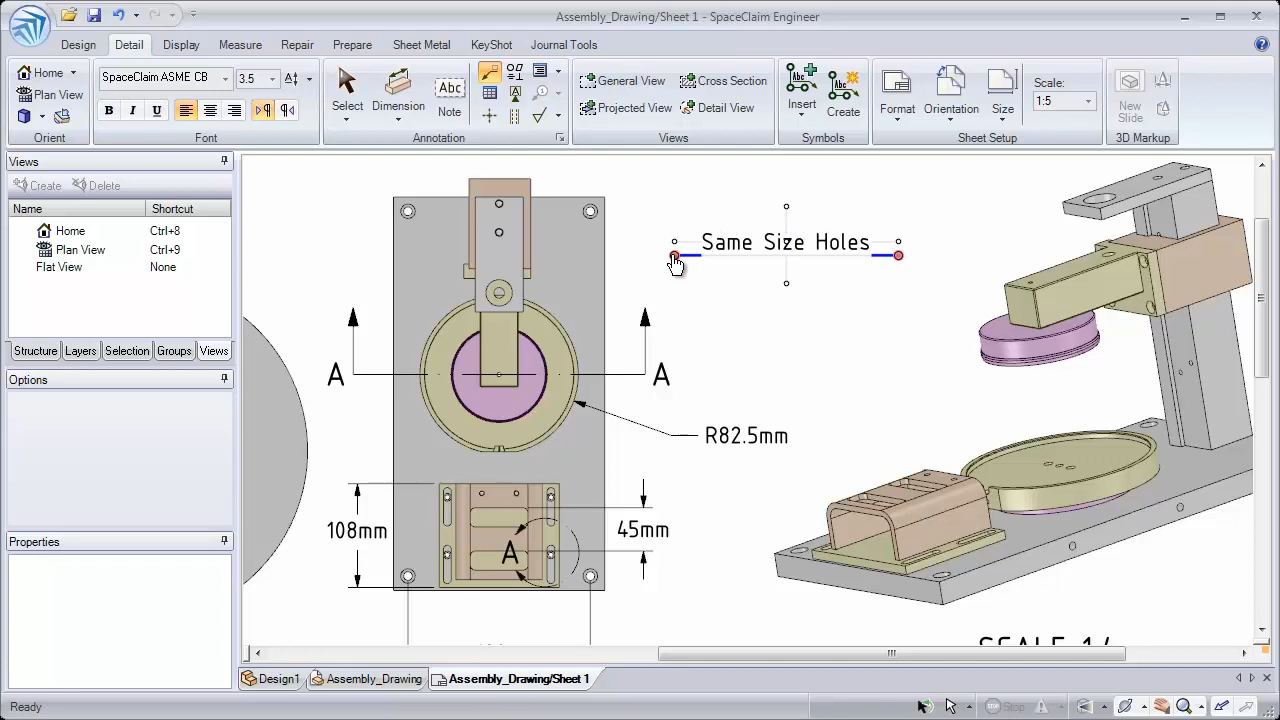 Assembly_Drawing/Sheet 1 - SpaceClaim Engineer
Design
Detail
Display
Measure
Repair
Prepare
Sheet Metal
KeyShot
Journal Tools
Home
Plan View
Orient
SpaceClaim ASME CB
3.5
A
B I U
Font
Select
Dimension
Abc
Note
A
Annotation
General View
Cross Section
Projected View
Detail View
Views
Abc
Insert
Abc
Create
Symbols
Format
Orientation
Size
Scale:
1:5
Sheet Setup
New
Slide
3D Markup
Views
Create
Delete
Name
Shortcut
Home
Ctrl+8
Plan View
Ctrl+9
Flat View
None
Structure
Layers
Selection
Groups
Views
Options
Properties
Same Size Holes
A
A
R82.5mm
108mm
45mm
A
Design1
Assembly_Drawing
Assembly_Drawing/Sheet 1
Ready
Stop